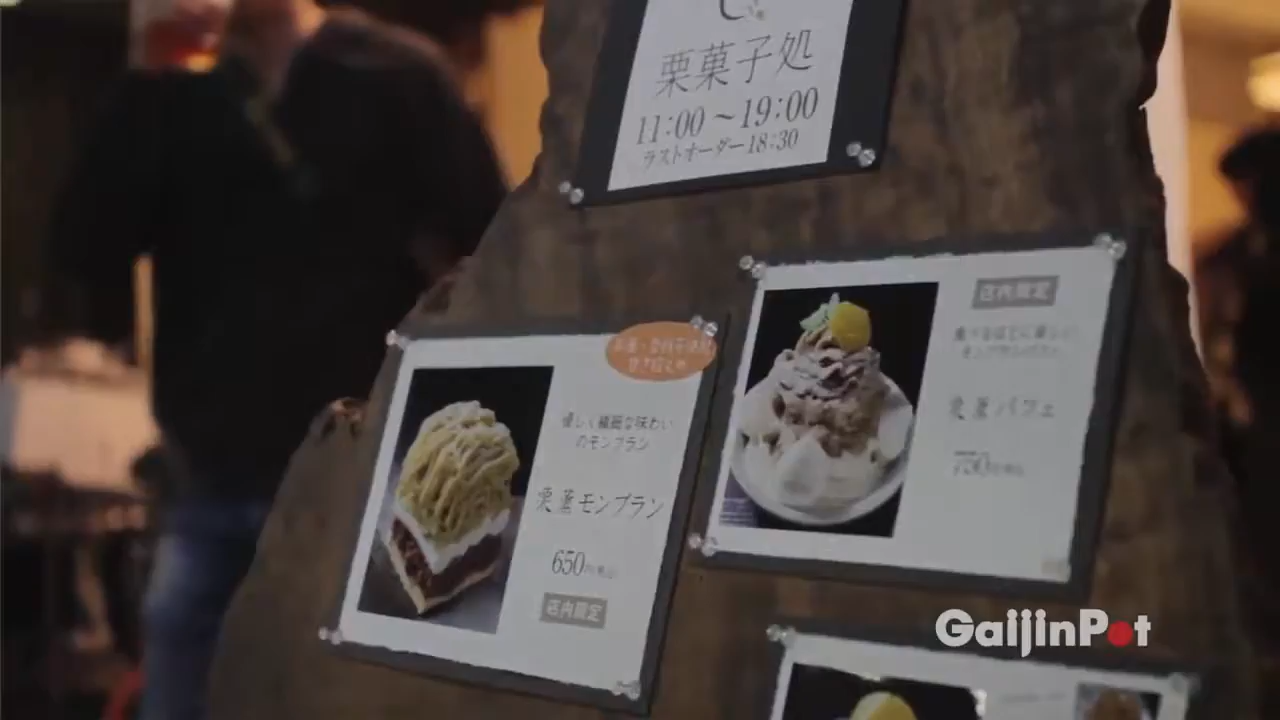 栗菓子処
11:00～19:00
ラストオーダー18:30
優しく繊細な味わい
のモンブラン
栗薫モンブラン
650
店内限定
店内限定
栗薫パフェ
750
GaijinPot